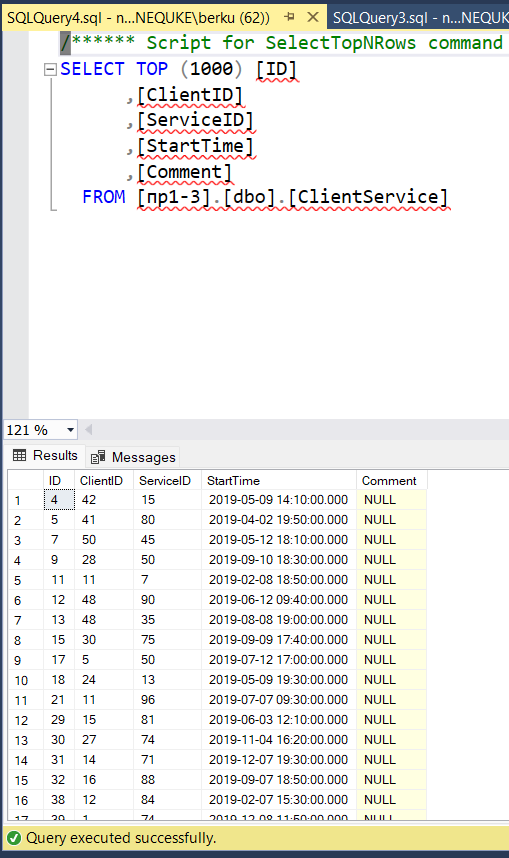 SQLQuery4.sql - n...NEQUKE\berku (62))
SQLQuery3.sql - n...NEQUK
/****** Script for SelectTopNRows command
SELECT TOP (1000) [ID]
,[ClientID]
,[ServiceID]
,[StartTime]
,[Comment]
FROM [пр1-3].[dbo].[ClientService]
121 %
Results Messages
ID ClientID ServiceID StartTime Comment
1 4 42 15 2019-05-09 14:10:00.000 NULL
2 5 41 80 2019-04-02 19:50:00.000 NULL
3 7 50 45 2019-05-12 18:10:00.000 NULL
4 9 28 50 2019-09-10 18:30:00.000 NULL
5 11 11 7 2019-02-08 18:50:00.000 NULL
6 12 48 90 2019-06-12 09:40:00.000 NULL
7 13 48 35 2019-08-08 19:00:00.000 NULL
8 15 30 75 2019-09-09 17:40:00.000 NULL
9 17 5 50 2019-07-12 17:00:00.000 NULL
10 18 24 13 2019-05-09 19:30:00.000 NULL
11 21 11 96 2019-07-07 09:30:00.000 NULL
12 29 15 81 2019-06-03 12:10:00.000 NULL
13 30 27 74 2019-11-04 16:20:00.000 NULL
14 31 14 71 2019-12-07 19:30:00.000 NULL
15 32 16 88 2019-09-07 18:50:00.000 NULL
16 38 12 84 2019-02-07 15:30:00.000 NULL
17 39 1 74 2019-12-08 11:50:00.000 NULL
Query executed successfully.